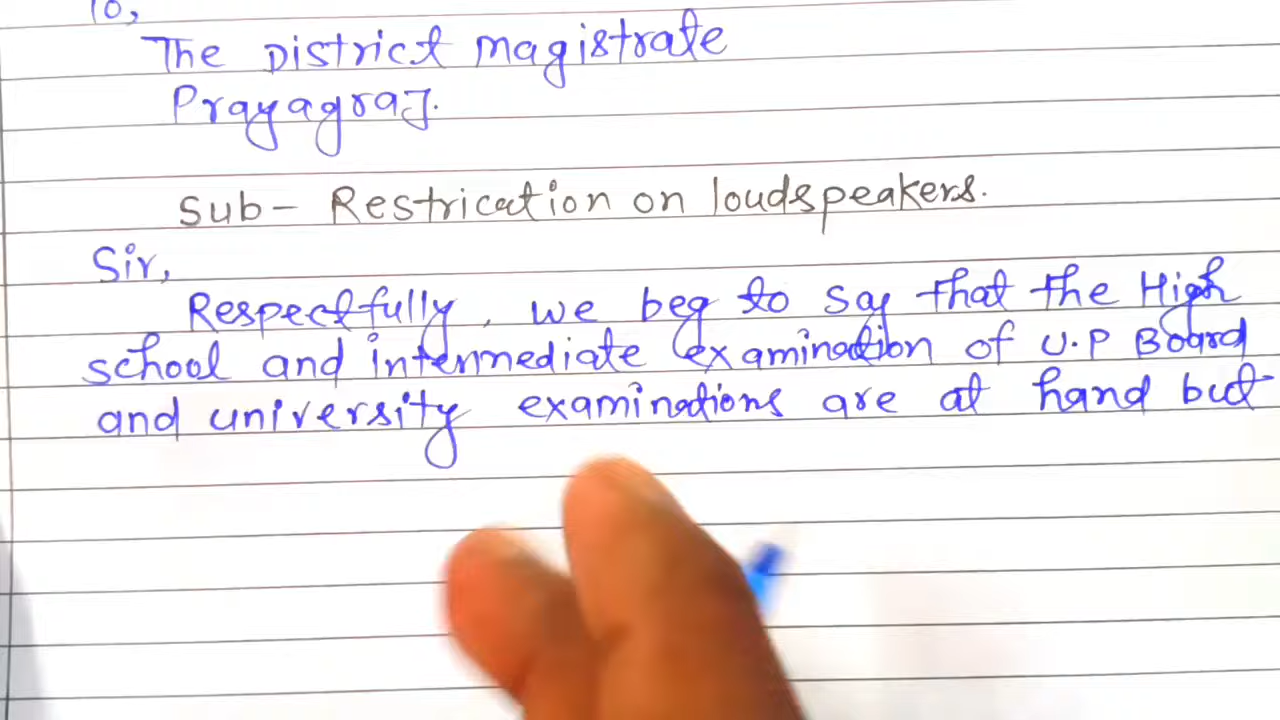 To,
The District magistrate
Prayagraj.
Sub- Restrication on loudspeakers.
Sir,
Respectfully, we beg to say that the High
school and intermediate examination of U.P Board
and university examinations are at hand but